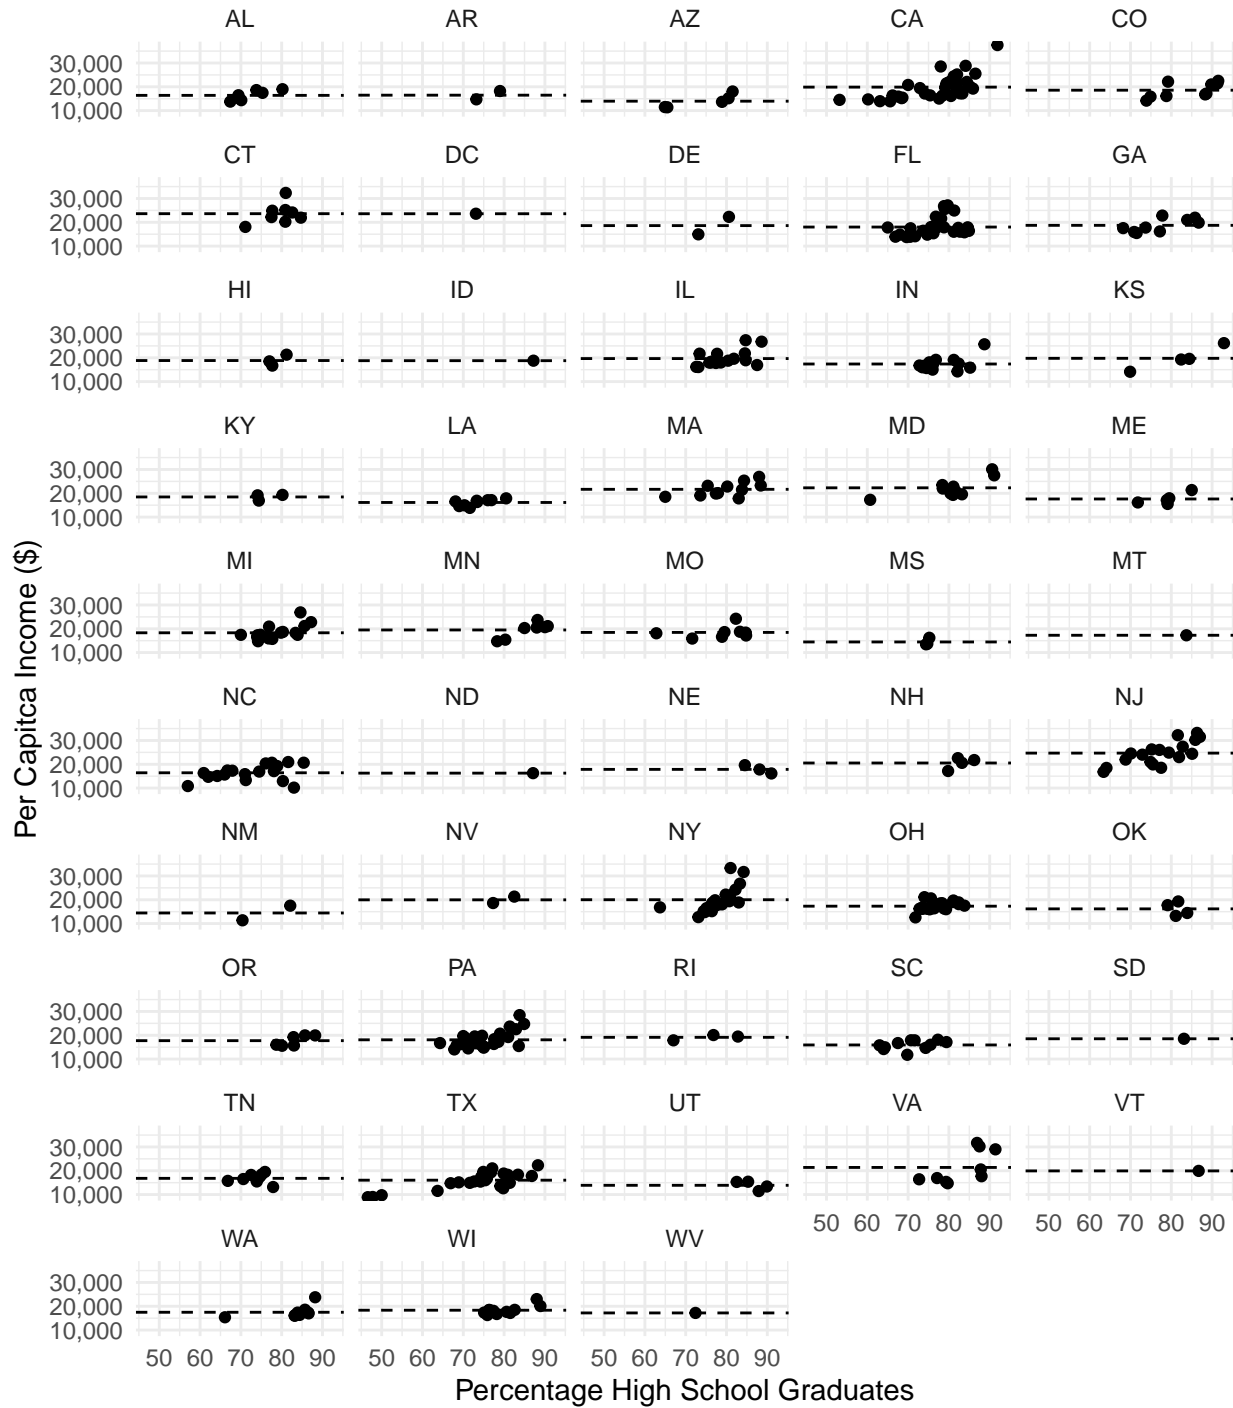 AL AR AZ CA CO
30,000
20,000
10,000
CT DC DE FL GA
30,000
20,000
10,000
HI ID IL IN KS
30,000
20,000
10,000
KY LA MA MD ME
30,000
20,000
10,000
MI MN MO MS MT
30,000
20,000
10,000
NC ND NE NH NJ
30,000
20,000
10,000
NM NV NY OH OK
30,000
20,000
10,000
OR PA RI SC SD
30,000
20,000
10,000
TN TX UT VA VT
30,000
20,000
10,000
50 60 70 80 90 50 60 70 80 90
WA WI WV
30,000
20,000
10,000
50 60 70 80 90 50 60 70 80 90 50 60 70 80 90
Percentage High School Graduates
Per Capitca Income ($)